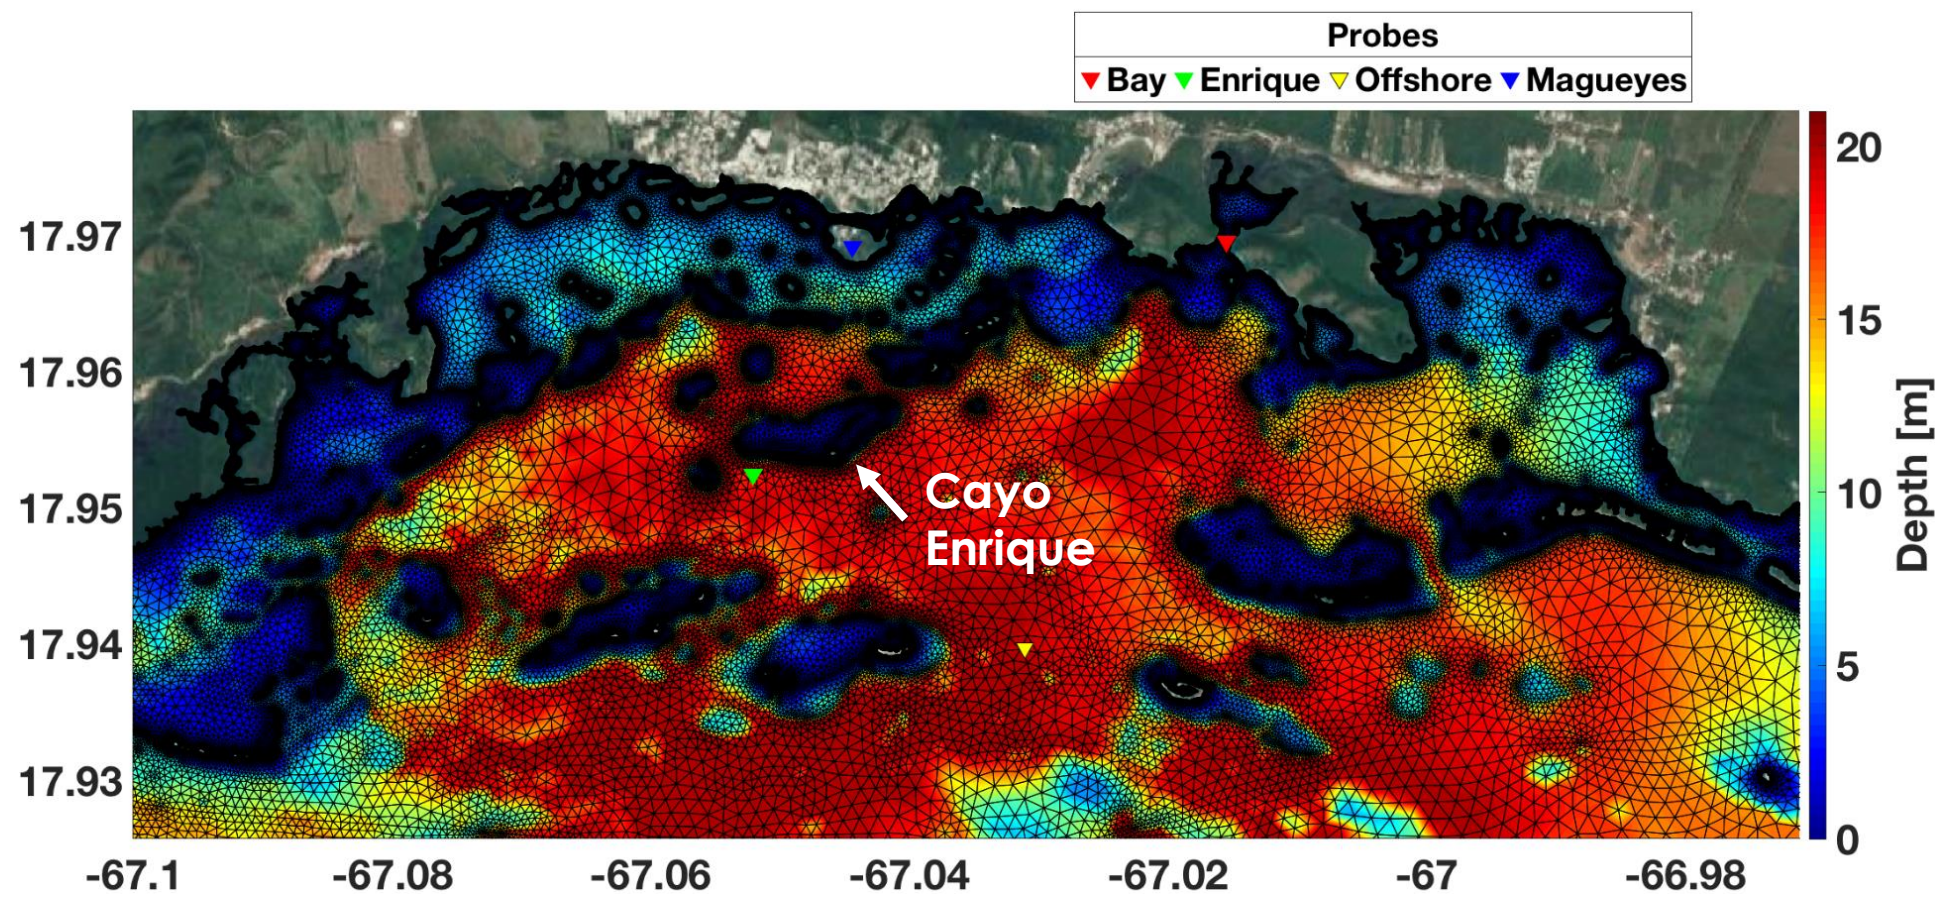 Probes
Bay Enrique Offshore Magueyes
20
15
10
5
0
Depth [m]
17.97
17.96
17.95
17.94
17.93
Cayo
Enrique
-67.1 -67.08 -67.06 -67.04 -67.02 -67 -66.98